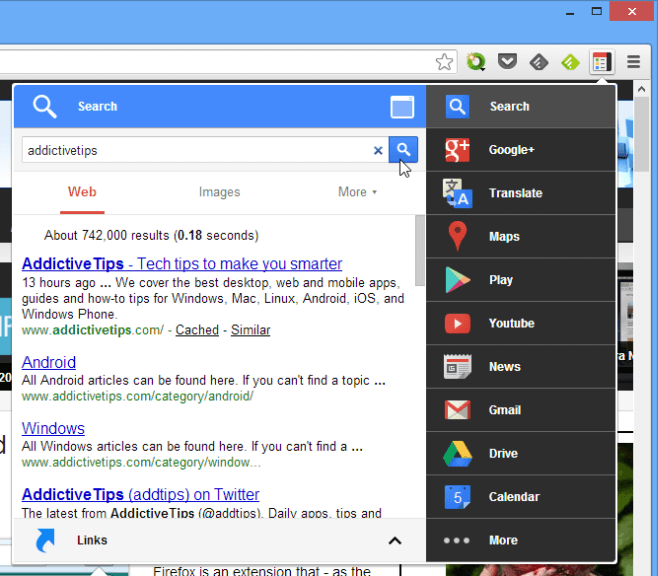 Search
addictivetips
Web
Images
More
About 742,000 results (0.18 seconds)
AddictiveTips - Tech tips to make you smarter
13 hours ago ... We cover the best desktop, web and mobile apps,
guides and how-to tips for Windows, Mac, Linux, Android, iOS, and
Windows Phone.
www.addictivetips.com/ - Cached - Similar
Android
All Android articles can be found here. If you can't find a topic ...
www.addictivetips.com/category/android/
Windows
All Windows articles can be found here. If you can't find a ...
www.addictivetips.com/category/window...
AddictiveTips (addtips) on Twitter
The latest from AddictiveTips (@addtips). Daily apps, tips and
Links
Search
Google+
Translate
Maps
Play
Youtube
News
Gmail
Drive
5
Calendar
More
Firefox is an extension that - as the